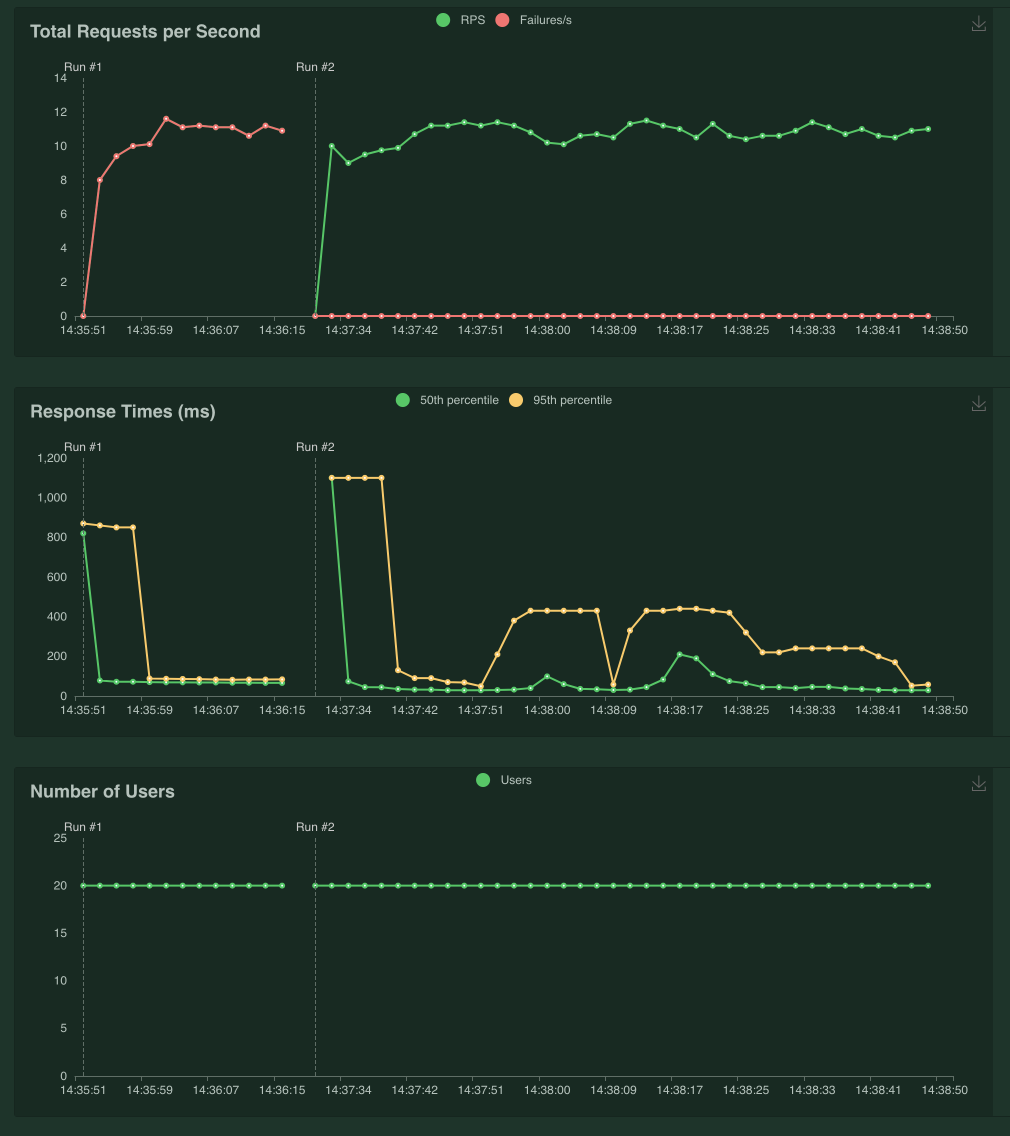 RPS Failures/s
Total Requests per Second
Run #1 Run #2
14
12
10
8
6
4
2
0
14:35:51 14:35:59 14:36:07 14:36:15 14:37:34 14:37:42 14:37:51 14:38:00 14:38:09 14:38:17 14:38:25 14:38:33 14:38:41 14:38:50
50th percentile 95th percentile
Response Times (ms)
Run #1 Run #2
1,200
1,000
800
600
400
200
0
14:35:51 14:35:59 14:36:07 14:36:15 14:37:34 14:37:42 14:37:51 14:38:00 14:38:09 14:38:17 14:38:25 14:38:33 14:38:41 14:38:50
Users
Number of Users
Run #1 Run #2
25
20
15
10
5
0
14:35:51 14:35:59 14:36:07 14:36:15 14:37:34 14:37:42 14:37:51 14:38:00 14:38:09 14:38:17 14:38:25 14:38:33 14:38:41 14:38:50